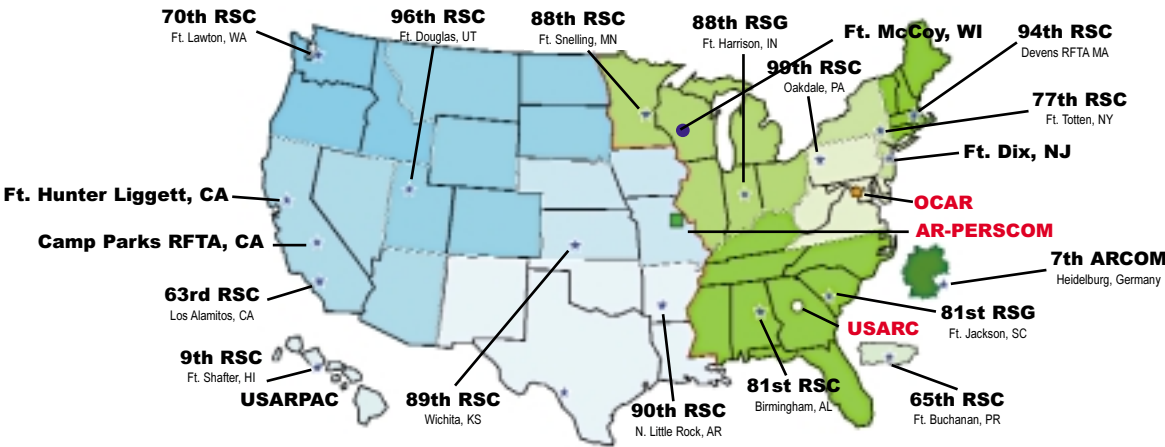 70th RSC
Ft. Lawton, WA
96th RSC
Ft. Douglas, UT
88th RSC
Ft. Snelling, MN
88th RSG
Ft. Harrison, IN
Ft. McCoy, WI
94th RSC
Devens RFTA MA
99th RSC
Oakdale, PA
77th RSC
Ft. Totten, NY
Ft. Dix, NJ
Ft. Hunter Liggett, CA
OCAR
Camp Parks RFTA, CA
AR-PERSCOM
7th ARCOM
Heidelburg, Germany
63rd RSC
Los Alamitos, CA
81st RSG
Ft. Jackson, SC
USARC
9th RSC
Ft. Shafter, HI
USARPAC
89th RSC
Wichita, KS
90th RSC
N. Little Rock, AR
81st RSC
Birmingham, AL
65th RSC
Ft. Buchanan, PR